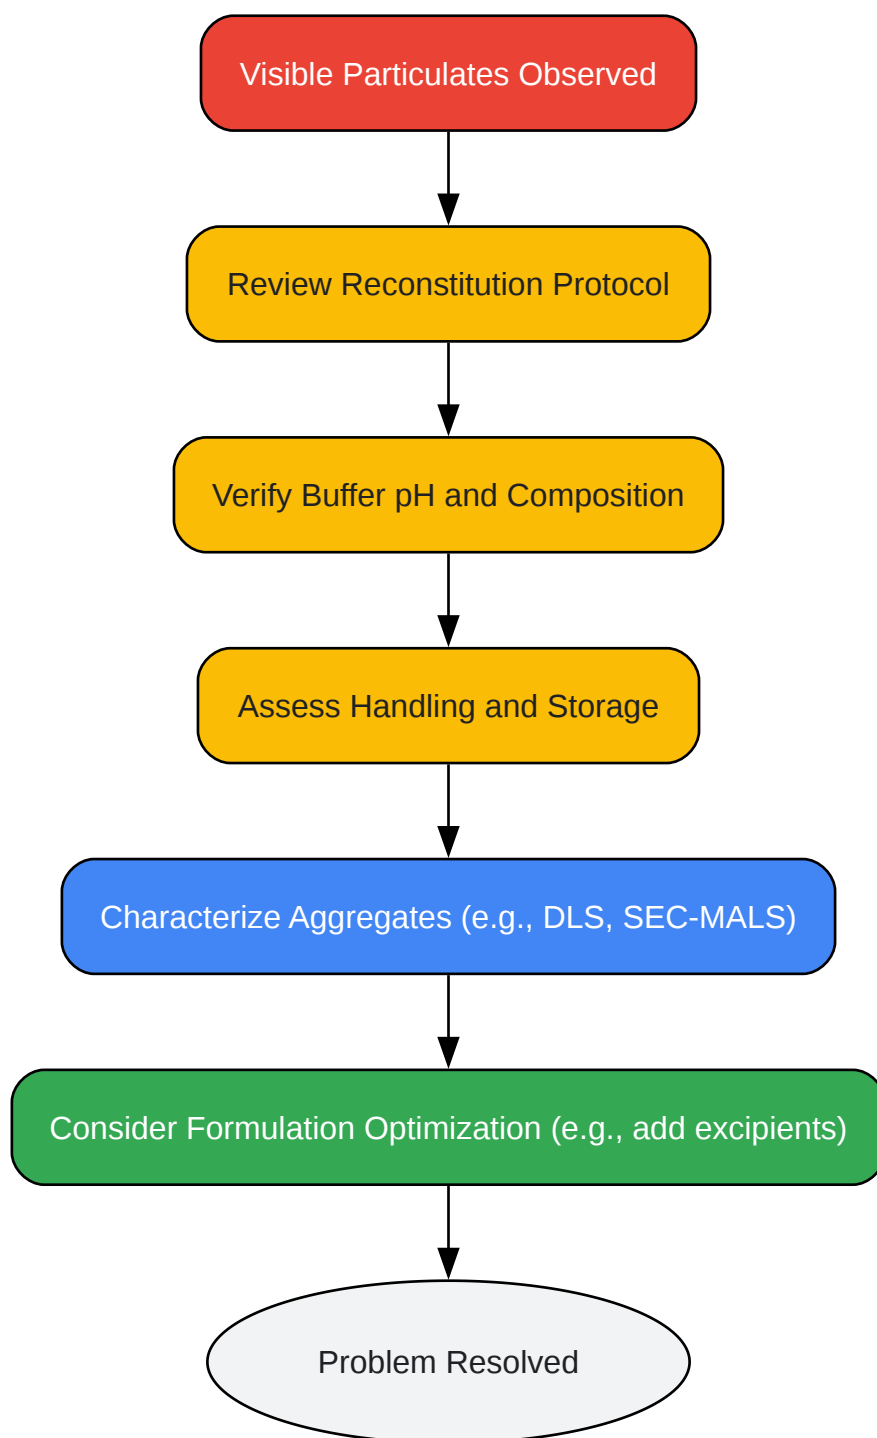 Visible Particulates Observed
Review Reconstitution Protocol
Verify Buffer pH and Composition
Assess Handling and Storage
Characterize Aggregates (e.g., DLS, SEC-MALS)
Consider Formulation Optimization (e.g., add excipients)
Problem Resolved